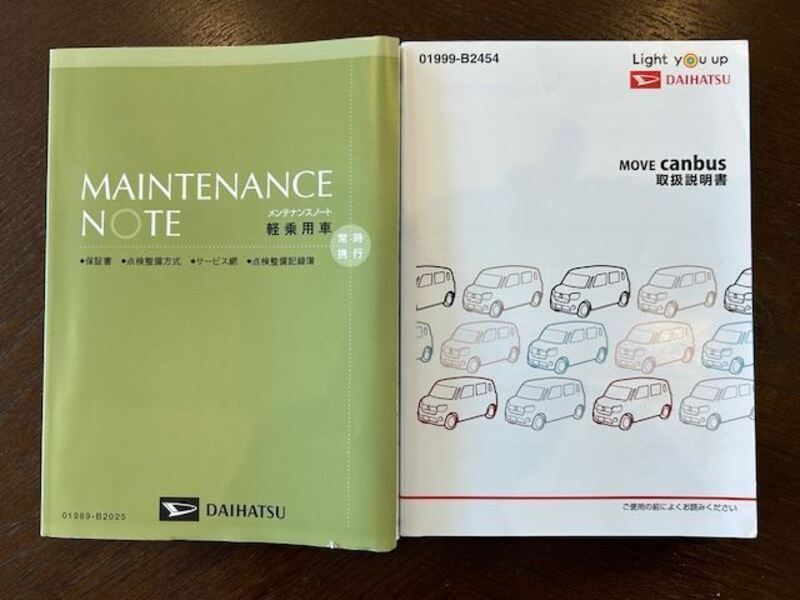 MAINTENANCE
NOTE
メンテナンスノート
軽乗用車
常時
携行
•保証書 •点検整備方式 •サービス網 •点検整備記録簿
01989-B2025
DAIHATSU
01999-B2454
Light you up
DAIHATSU
MOVE canbus
取扱説明書
ご使用の前によくお読みください